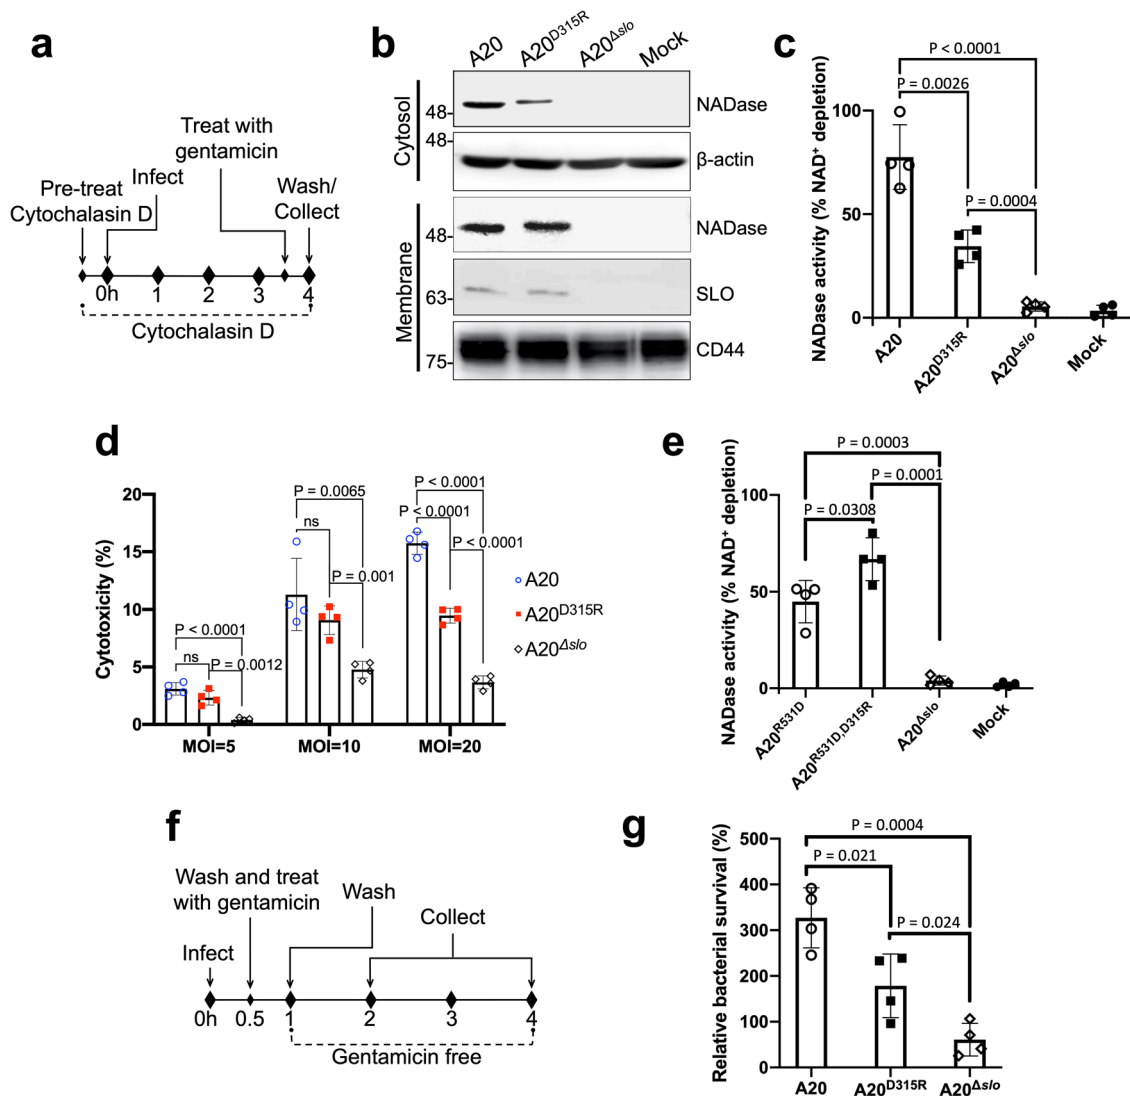 a
Treat with
gentamicin
Infect
Wash/
Collect
Pre-treat
Cytochalasin D
0h 1 2 3 4
Cytochalasin D
b
A20 A20D315R A20Δslo Mock
Cytosol
48-
NADase
48-
β-actin
Membrane
48-
NADase
63-
SLO
75-
CD44
c
NADase activity (% NAD+ depletion)
P < 0.0001
P = 0.0026
P = 0.0004
100
50
0
A20 A20D315R A20Δslo Mock
d
Cytotoxicity (%)
20
15
10
5
0
P < 0.0001
ns
P = 0.0012
P = 0.0065
ns
P = 0.001
P < 0.0001
P < 0.0001
P < 0.0001
MOI=5 MOI=10 MOI=20
A20
A20D315R
A20Δslo
e
NADase activity (% NAD+ depletion)
P = 0.0003
P = 0.0001
P = 0.0308
100
50
0
A20R531D A20R531D,D315R A20Δslo Mock
f
Wash and treat
with gentamicin
Wash
Collect
Infect
0h 0.5 1 2 3 4
Gentamicin free
g
Relative bacterial survival (%)
P = 0.0004
P = 0.021
P = 0.024
500
400
300
200
100
0
A20 A20D315R A20Δslo